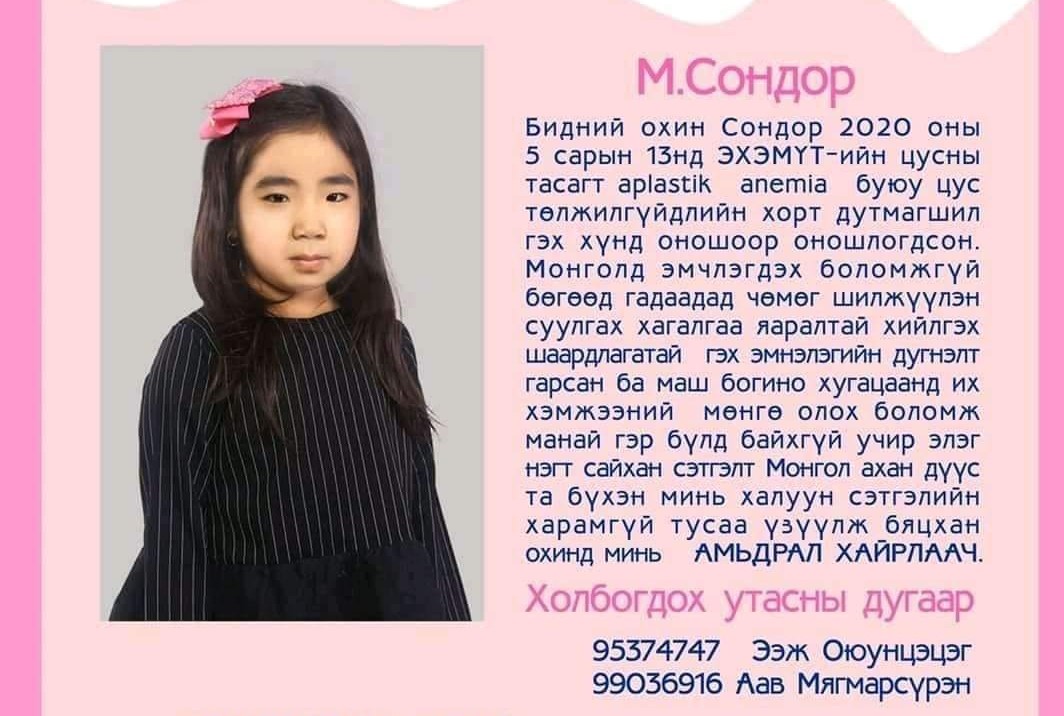 М.Сондор
Бидний охин Сондор 2020 оны
5 сарын 13нд ЭХЭМҮТ-ийн цусны
тасагт aplastik anemia буюу цус
төлжилгүйдлийн хорт дутмагшил
гэх хүнд оношоор оношлогдсон.
Монголд эмчлэгдэх боломжгүй
бөгөөд гадаадад чөмөг шилжүүлэн
суулгах хагалгаа яаралтай хийлгэх
шаардлагатай гэх эмнэлэгийн дүгнэлт
гарсан ба маш богино хугацаанд их
хэмжээний мөнгө олох боломж
манай гэр бүлд байхгүй учир элэг
нэгт сайхан сэтгэлт Монгол ахан дүүс
та бүхэн минь халуун сэтгэлийн
харамгүй тусаа үзүүлж бяцхан
охинд минь АМЬДРАЛ ХАЙРЛААЧ.
Холбогдох утасны дугаар
95374747 Ээж Оюунцэцэг
99036916 Аав Мягмарсүрэн